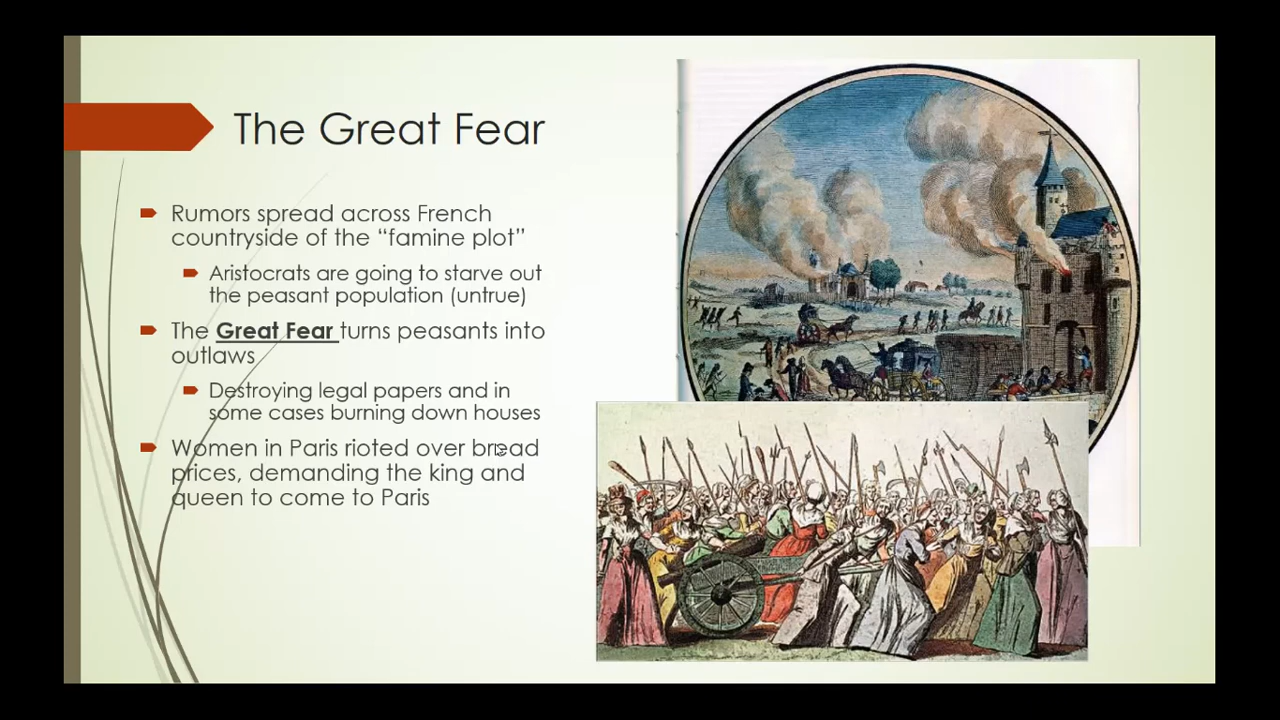 The Great Fear
Rumors spread across French
countryside of the “famine plot”
Aristocrats are going to starve out
the peasant population (untrue)
The Great Fear turns peasants into
outlaws
Destroying legal papers and in
some cases burning down houses
Women in Paris rioted over bread
prices, demanding the king and
queen to come to Paris